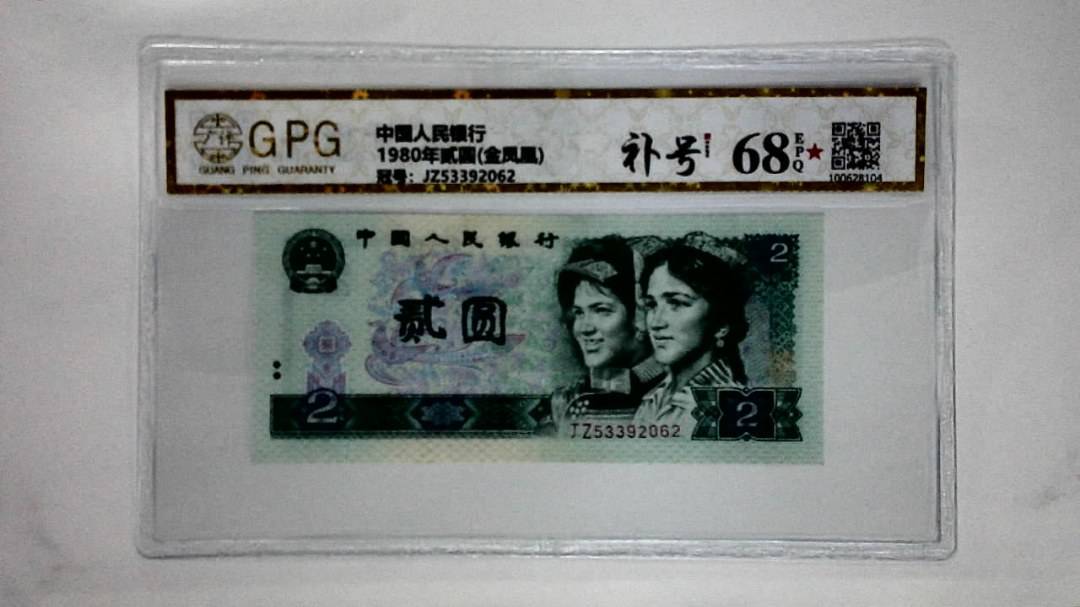 GPG
GUANG PING GUARANTY
中国人民银行
1980年贰圆(金凤凰)
冠号: JZ53392062
补号
68
EPQ
100628104
中国人民银行
2
贰圆
2
2
JZ53392062